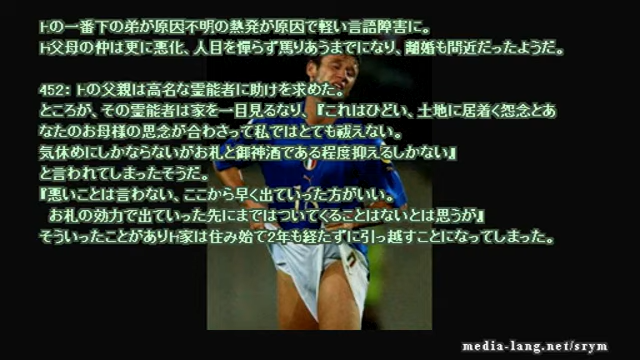 Hの一番下の弟が原因不明の熱発が原因で軽い言語障害に。
H父母の仲は更に悪化、人目を憚らず罵りあうまでになり、離婚も間近だったようだ。
452: Hの父親は高名な霊能者に助けを求めた。
ところが、その霊能者は家を一目見るなり、『これはひどい、土地に居着く怨念とあ
なたのお母様の思念が合わさって私ではとても祓えない。
気休めにしかならないがお札と御神酒である程度抑えるしかない』
と言われてしまったそうだ。
『悪いことは言わない、ここから早く出ていった方がいい。
お札の効力で出ていった先にまではついてくることはないとは思うが』
そういったことがありH家は住み始て2年も経たずに引っ越すことになってしまった。
media-lang.net/srym